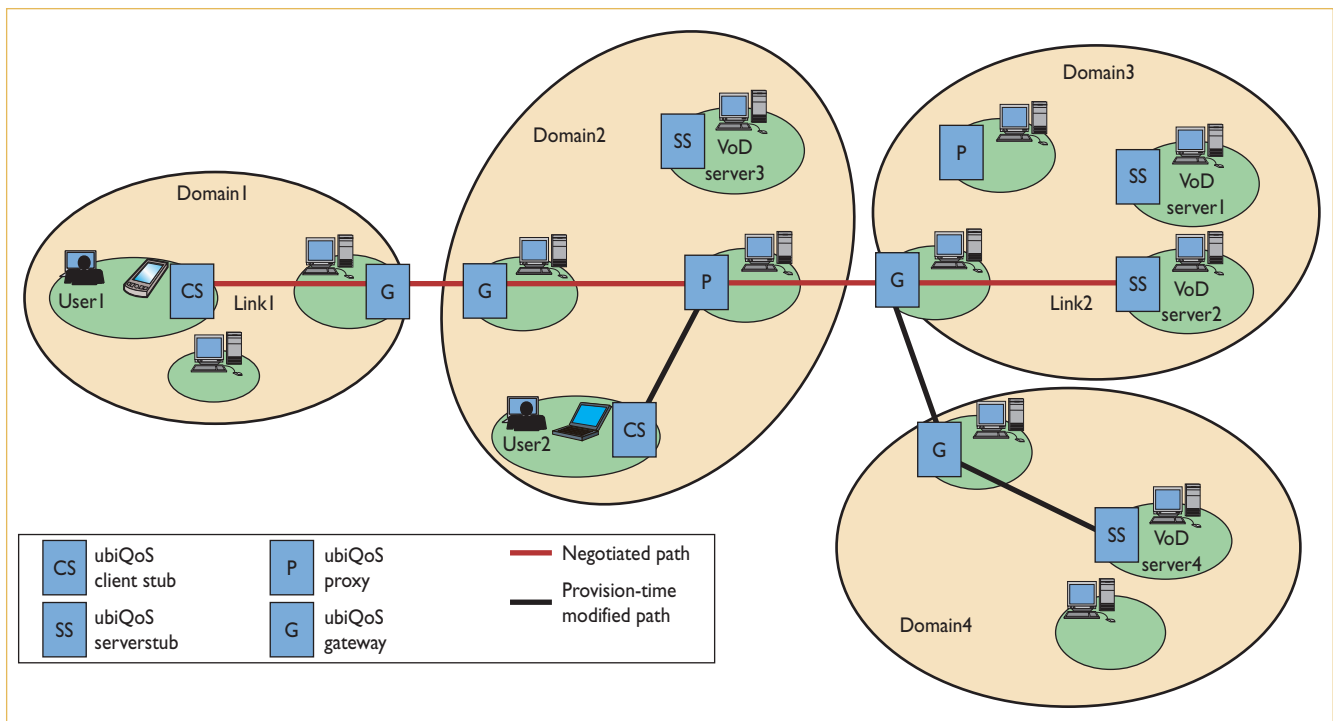 Domain1
User1
CS
Link1
G
Domain2
SS
VoD
server3
G
P
User2
CS
Domain3
P
SS
VoD
server1
G
Link2
SS
VoD
server2
G
SS
VoD
server4
Domain4
CS
ubiQoS
client stub
P
ubiQoS
proxy
Negotiated path
SS
ubiQoS
serverstub
G
ubiQoS
gateway
Provision-time
modified path